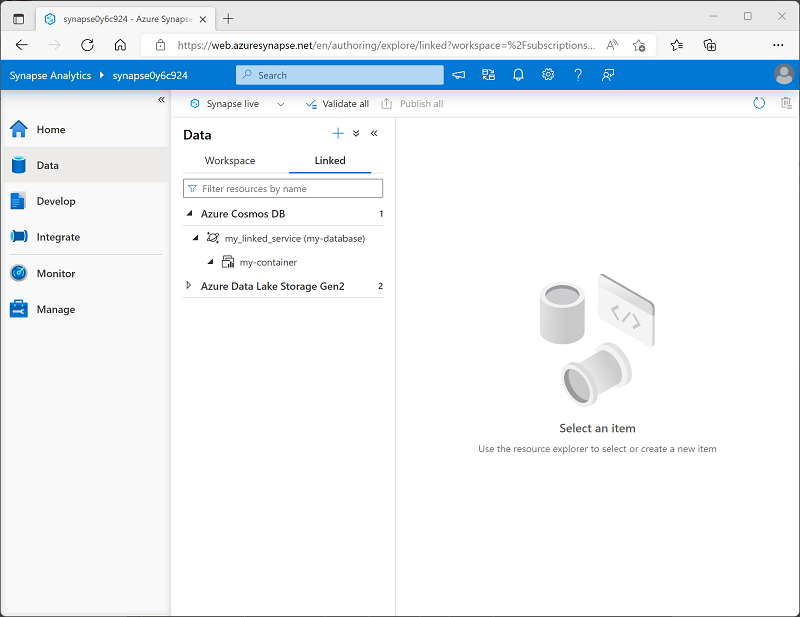 synapse0y6c924 - Azure Synapse
https://web.azuresynapse.net/en/authoring/explore/linked?workspace=%2Fsubscriptions...
Synapse Analytics
synapse0y6c924
Search
Synapse live
Validate all
Publish all
Home
Data
Develop
Integrate
Monitor
Manage
Data
Workspace
Linked
Filter resources by name
Azure Cosmos DB 1
my_linked_service (my-database)
my-container
Azure Data Lake Storage Gen2 2
Select an item
Use the resource explorer to select or create a new item